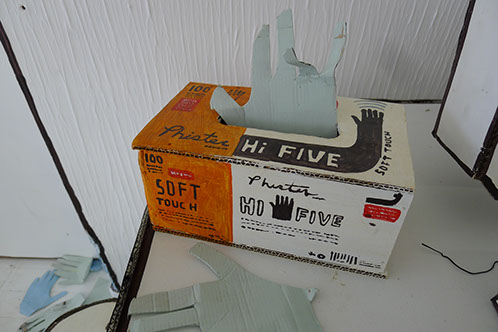 100
Phister
Hi FiVE
SOFT TOUCH
100
SOFT
TOUCH
Phister
HI FIVE